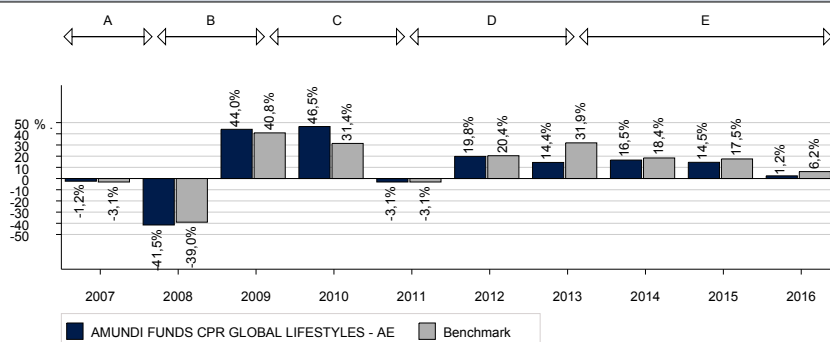 A B C D E
50 % .
40
30
20
10
0
-10
-20
-30
-40
-50
-1,2% -3,1% -41,5% -39,0% 44,0% 40,8% 46,5% 31,4% -3,1% -3,1% 19,8% 20,4% 14,4% 31,9% 16,5% 18,4% 14,5% 17,5% 1,2% 6,2%
2007 2008 2009 2010 2011 2012 2013 2014 2015 2016
AMUNDI FUNDS CPR GLOBAL LIFESTYLES - AE Benchmark